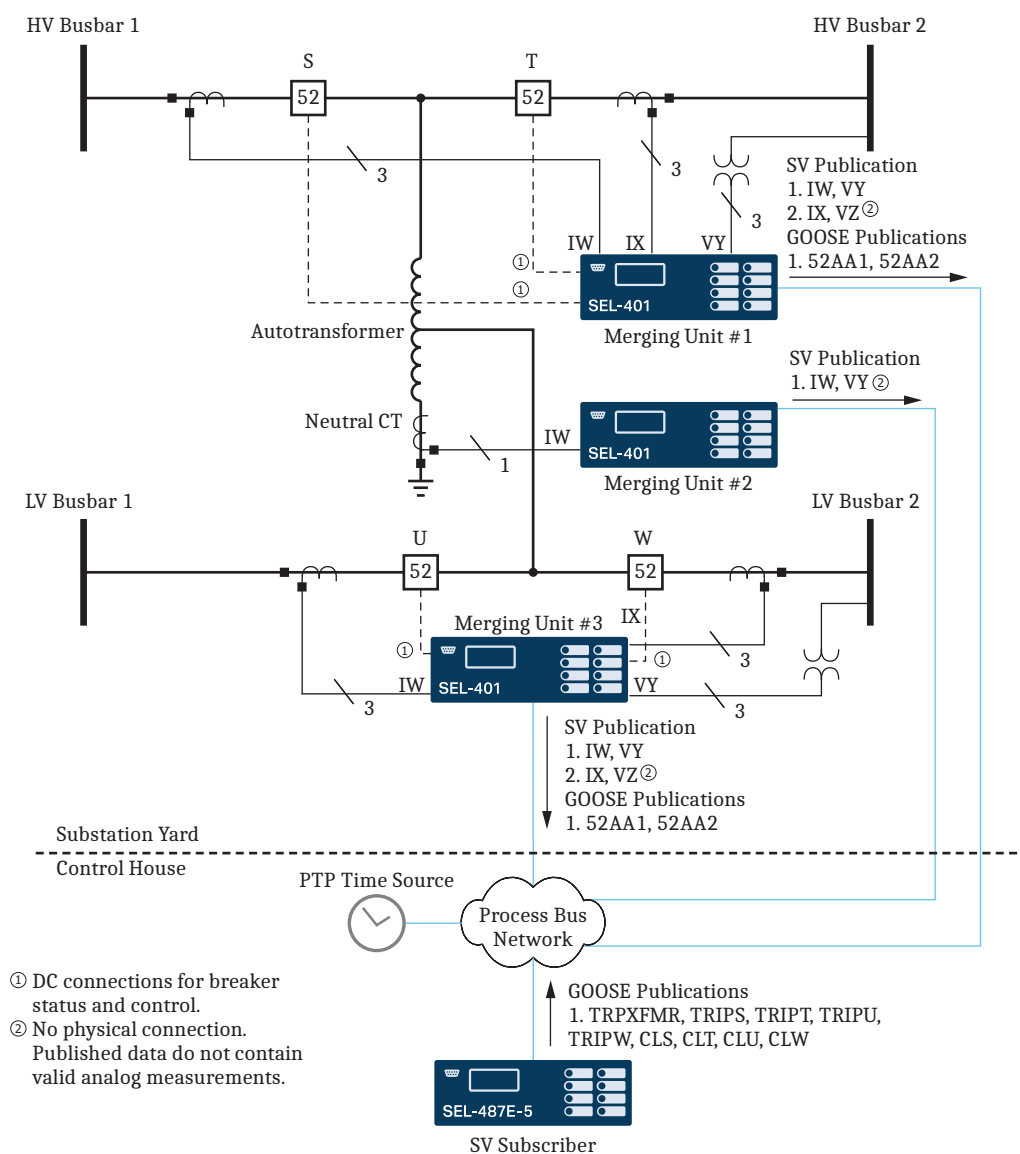 HV Busbar 1
HV Busbar 2
S
T
52
52
3
3
3
SV Publication
1. IW, VY
2. IX, VZ②
GOOSE Publications
1. 52AA1, 52AA2
IW
IX
VY
①
①
SEL-401
Merging Unit #1
Autotransformer
SV Publication
1. IW, VY②
Neutral CT
IW
1
SEL-401
Merging Unit #2
LV Busbar 1
LV Busbar 2
U
W
52
52
Merging Unit #3
IX
①
①
3
IW
SEL-401
VY
3
3
SV Publication
1. IW, VY
2. IX, VZ②
GOOSE Publications
1. 52AA1, 52AA2
Substation Yard
Control House
PTP Time Source
Process Bus
Network
① DC connections for breaker
status and control.
② No physical connection.
Published data do not contain
valid analog measurements.
GOOSE Publications
1. TRPXFMR, TRIPS, TRIPT, TRIPU,
TRIPW, CLS, CLT, CLU, CLW
SEL-487E-5
SV Subscriber